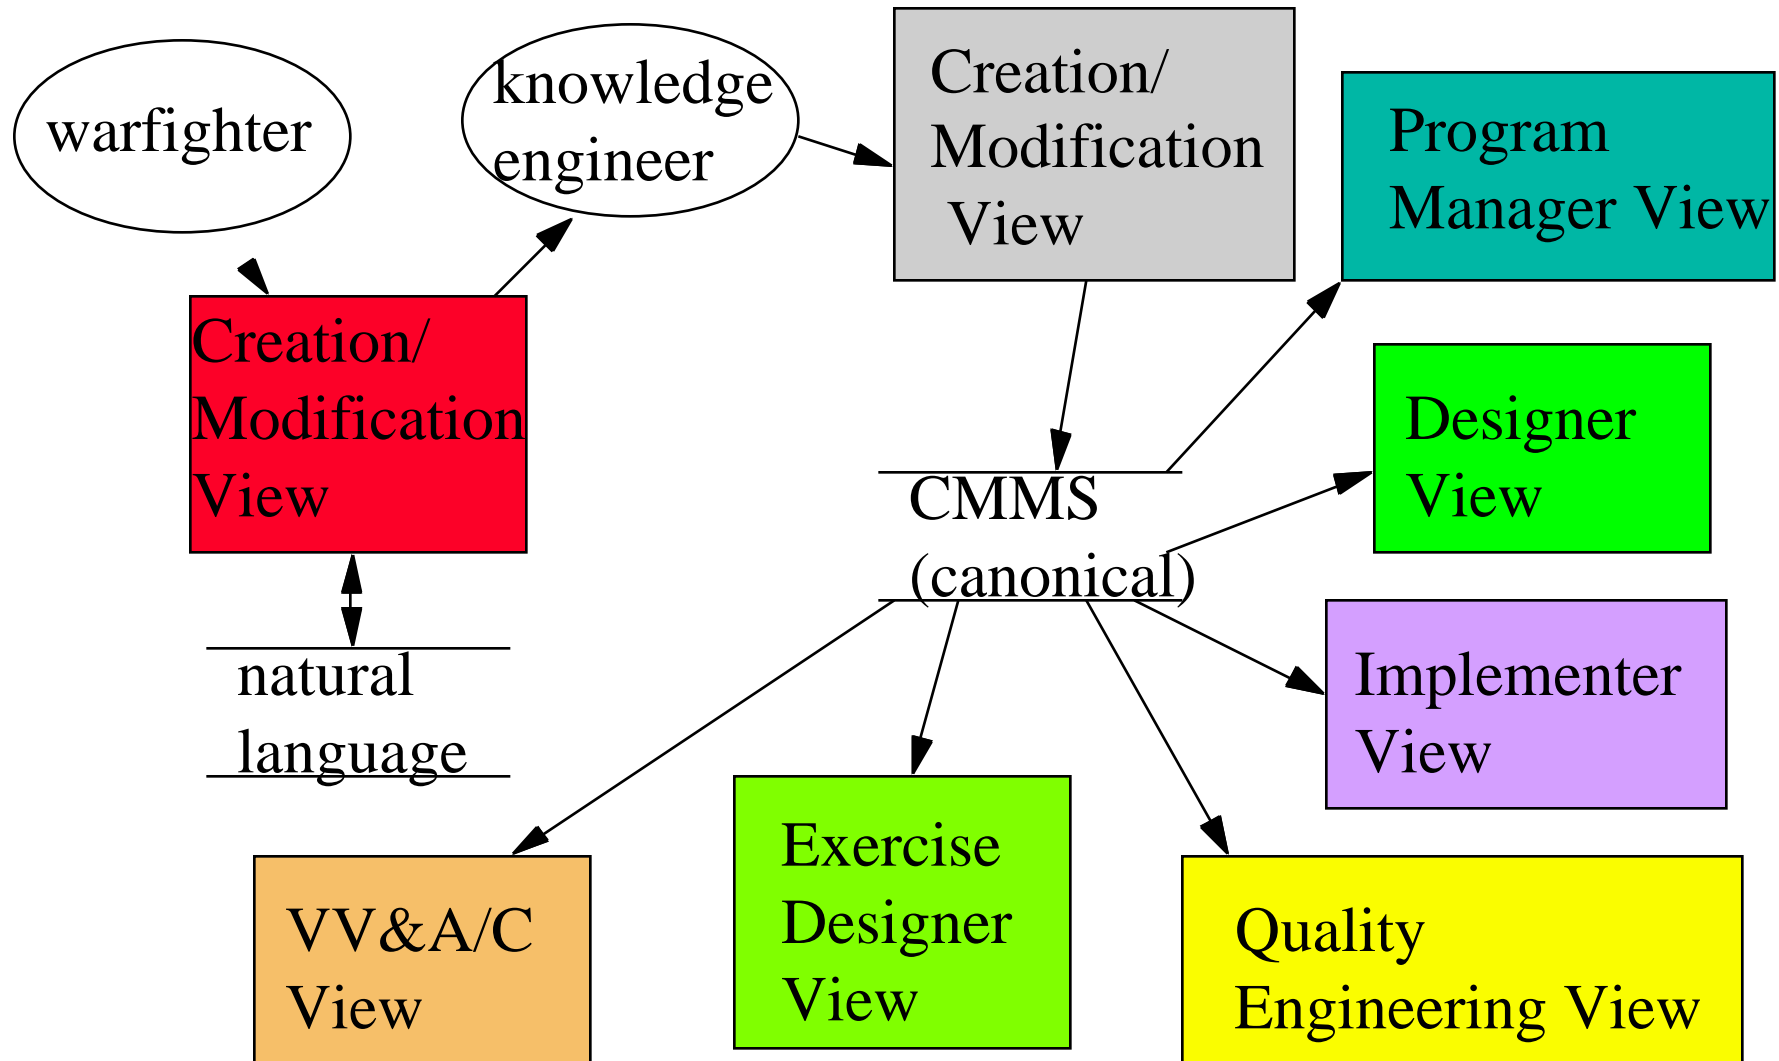 warfighter
knowledge
engineer
Creation/
Modification
View
Program
Manager View
Creation/
Modification
View
Designer
View
CMMS
(canonical)
natural
language
Implementer
View
VV&A/C
View
Exercise
Designer
View
Quality
Engineering View